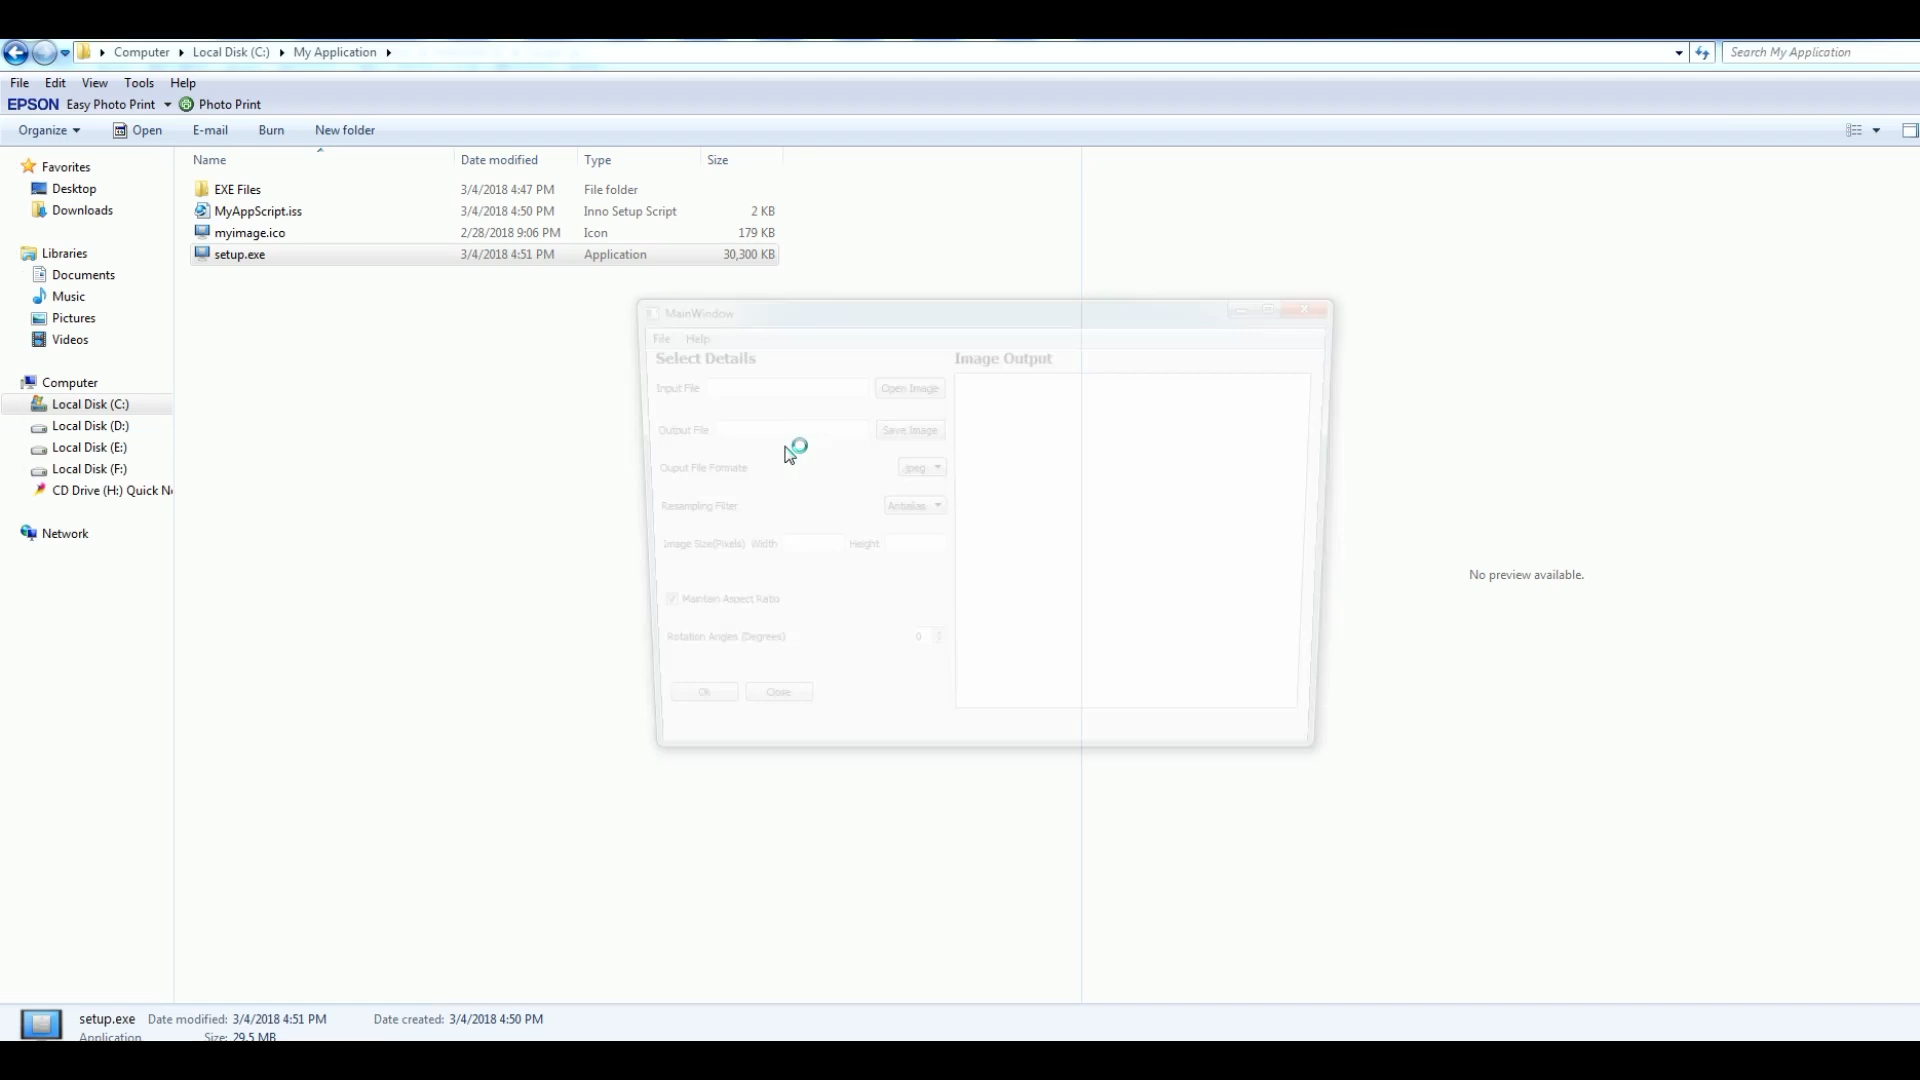 Computer Local Disk (C:) My Application
Search My Application
File Edit View Tools Help
EPSON Easy Photo Print Photo Print
Organize Open E-mail Burn New folder
Name Date modified Type Size
Favorites
Desktop
Downloads
Libraries
Documents
Music
Pictures
Videos
Computer
Local Disk (C:)
Local Disk (D:)
Local Disk (E:)
Local Disk (F:)
CD Drive (H:) Quick
Network
EXE Files 3/4/2018 4:47 PM File folder
MyAppScript.iss 3/4/2018 4:50 PM Inno Setup Script 2 KB
myimage.ico 2/28/2018 9:06 PM Icon 179 KB
setup.exe 3/4/2018 4:51 PM Application 30,300 KB
MainWindow
File Help
Select Details
Image Output
Input File Open Image
Output File Save Image
Ouput File Formate .jpeg
Resampling Filter Antialias
Image Size(Pixels) Width Height
Maintain Aspect Ratio
Rotation Angles (Degrees) 0
Ok Close
No preview available.
setup.exe Date modified: 3/4/2018 4:51 PM Date created: 3/4/2018 4:50 PM
Application Size: 29.5 MB